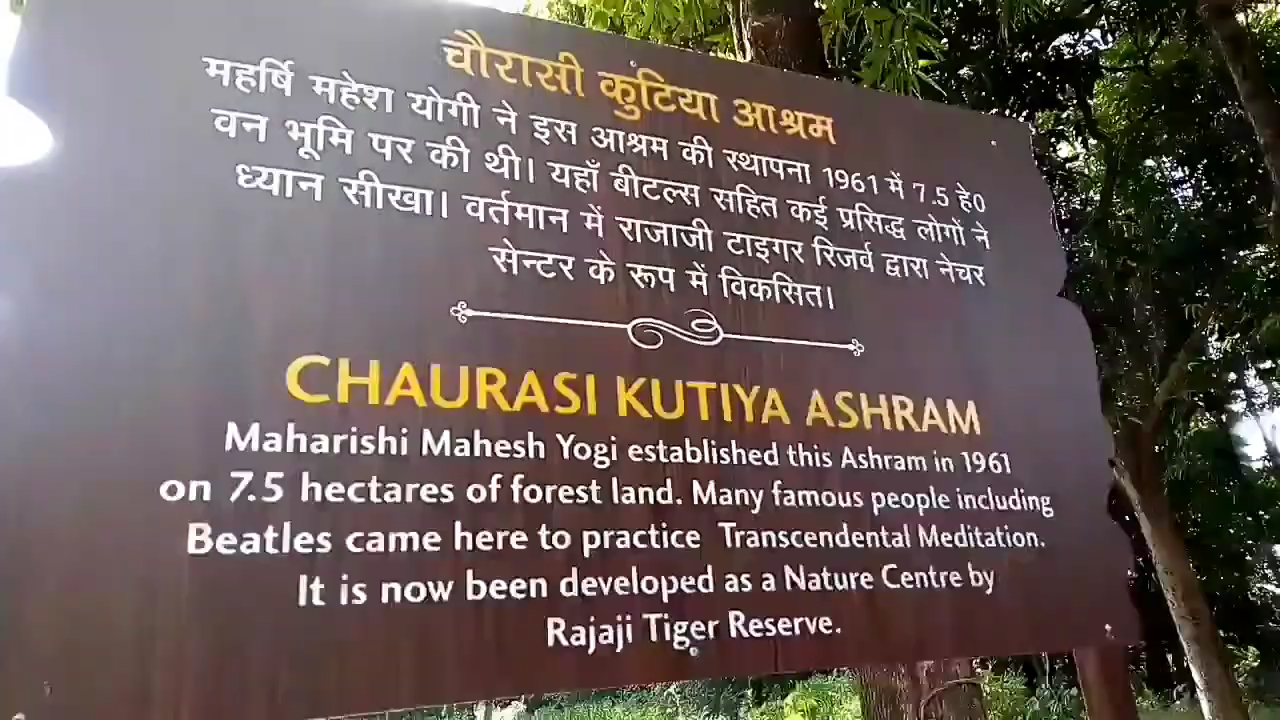 चौरासी कुटिया आश्रम
महर्षि महेश योगी ने इस आश्रम की स्थापना 1961 में 7.5 हे0
वन भूमि पर की थी। यहाँ बीटल्स सहित कई प्रसिद्ध लोगों ने
ध्यान सीखा। वर्तमान में राजाजी टाइगर रिजर्व द्वारा नेचर
सेन्टर के रूप में विकसित।
CHAURASI KUTIYA ASHRAM
Maharishi Mahesh Yogi established this Ashram in 1961
on 7.5 hectares of forest land. Many famous people including
Beatles came here to practice Transcendental Meditation.
It is now been developed as a Nature Centre by
Rajaji Tiger Reserve.